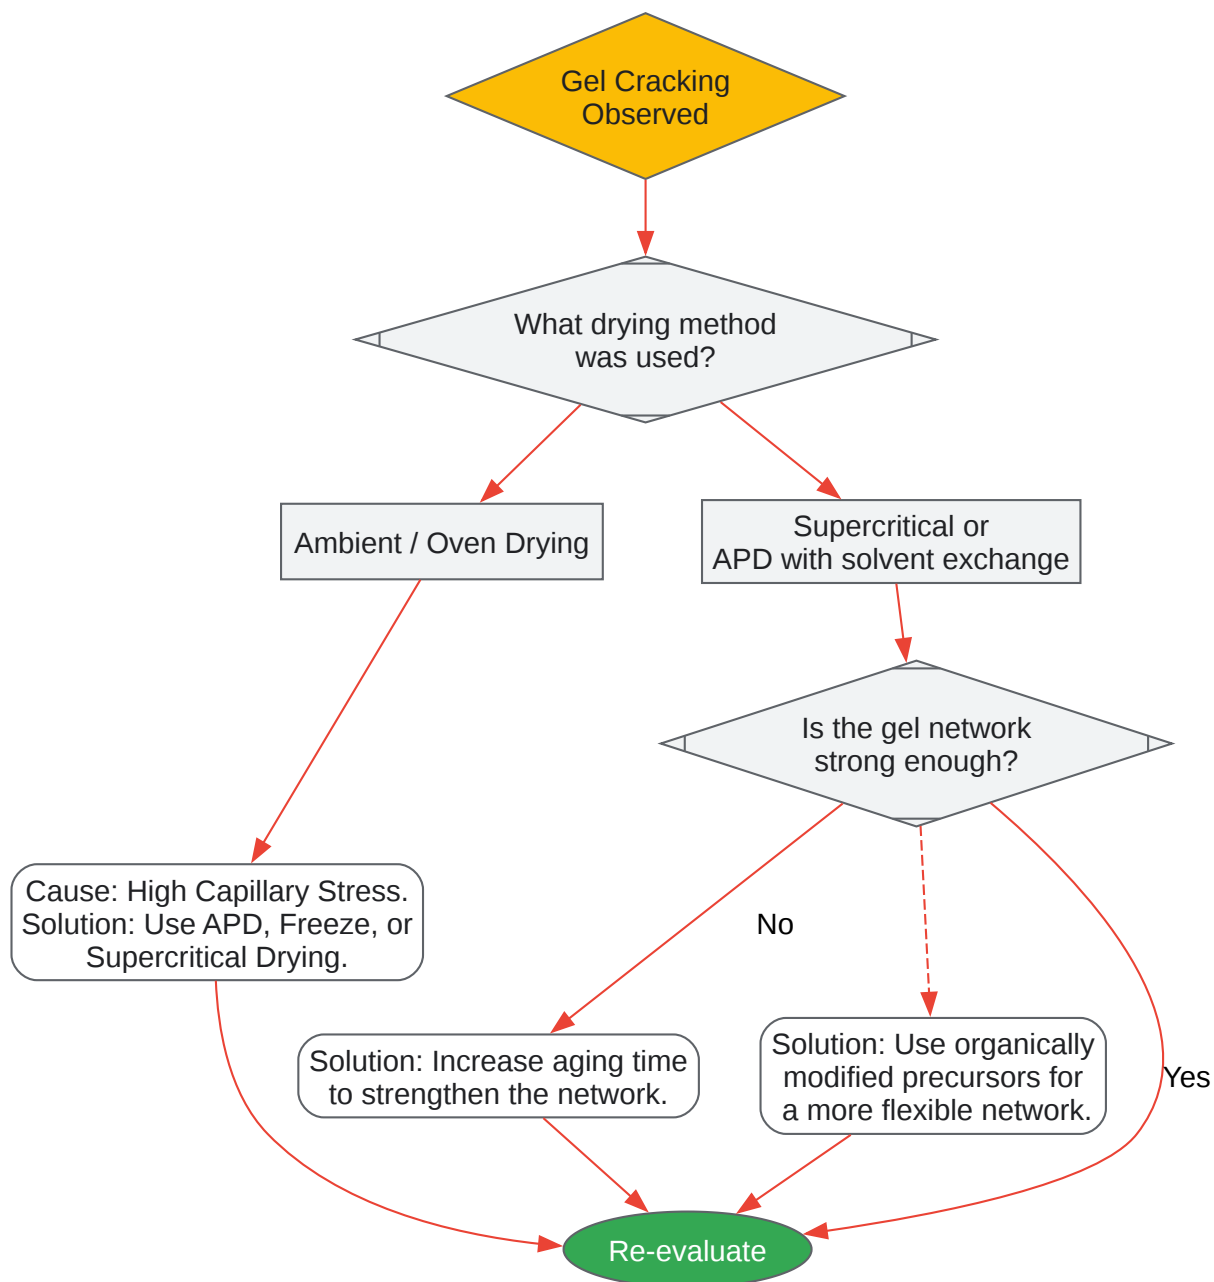 Gel Cracking
Observed
What drying method
was used?
Ambient / Oven Drying
Supercritical or
APD with solvent exchange
Is the gel network
strong enough?
Cause: High Capillary Stress.
Solution: Use APD, Freeze, or
Supercritical Drying.
No
Solution: Increase aging time
to strengthen the network.
Solution: Use organically
modified precursors for
a more flexible network.
Yes
Re-evaluate